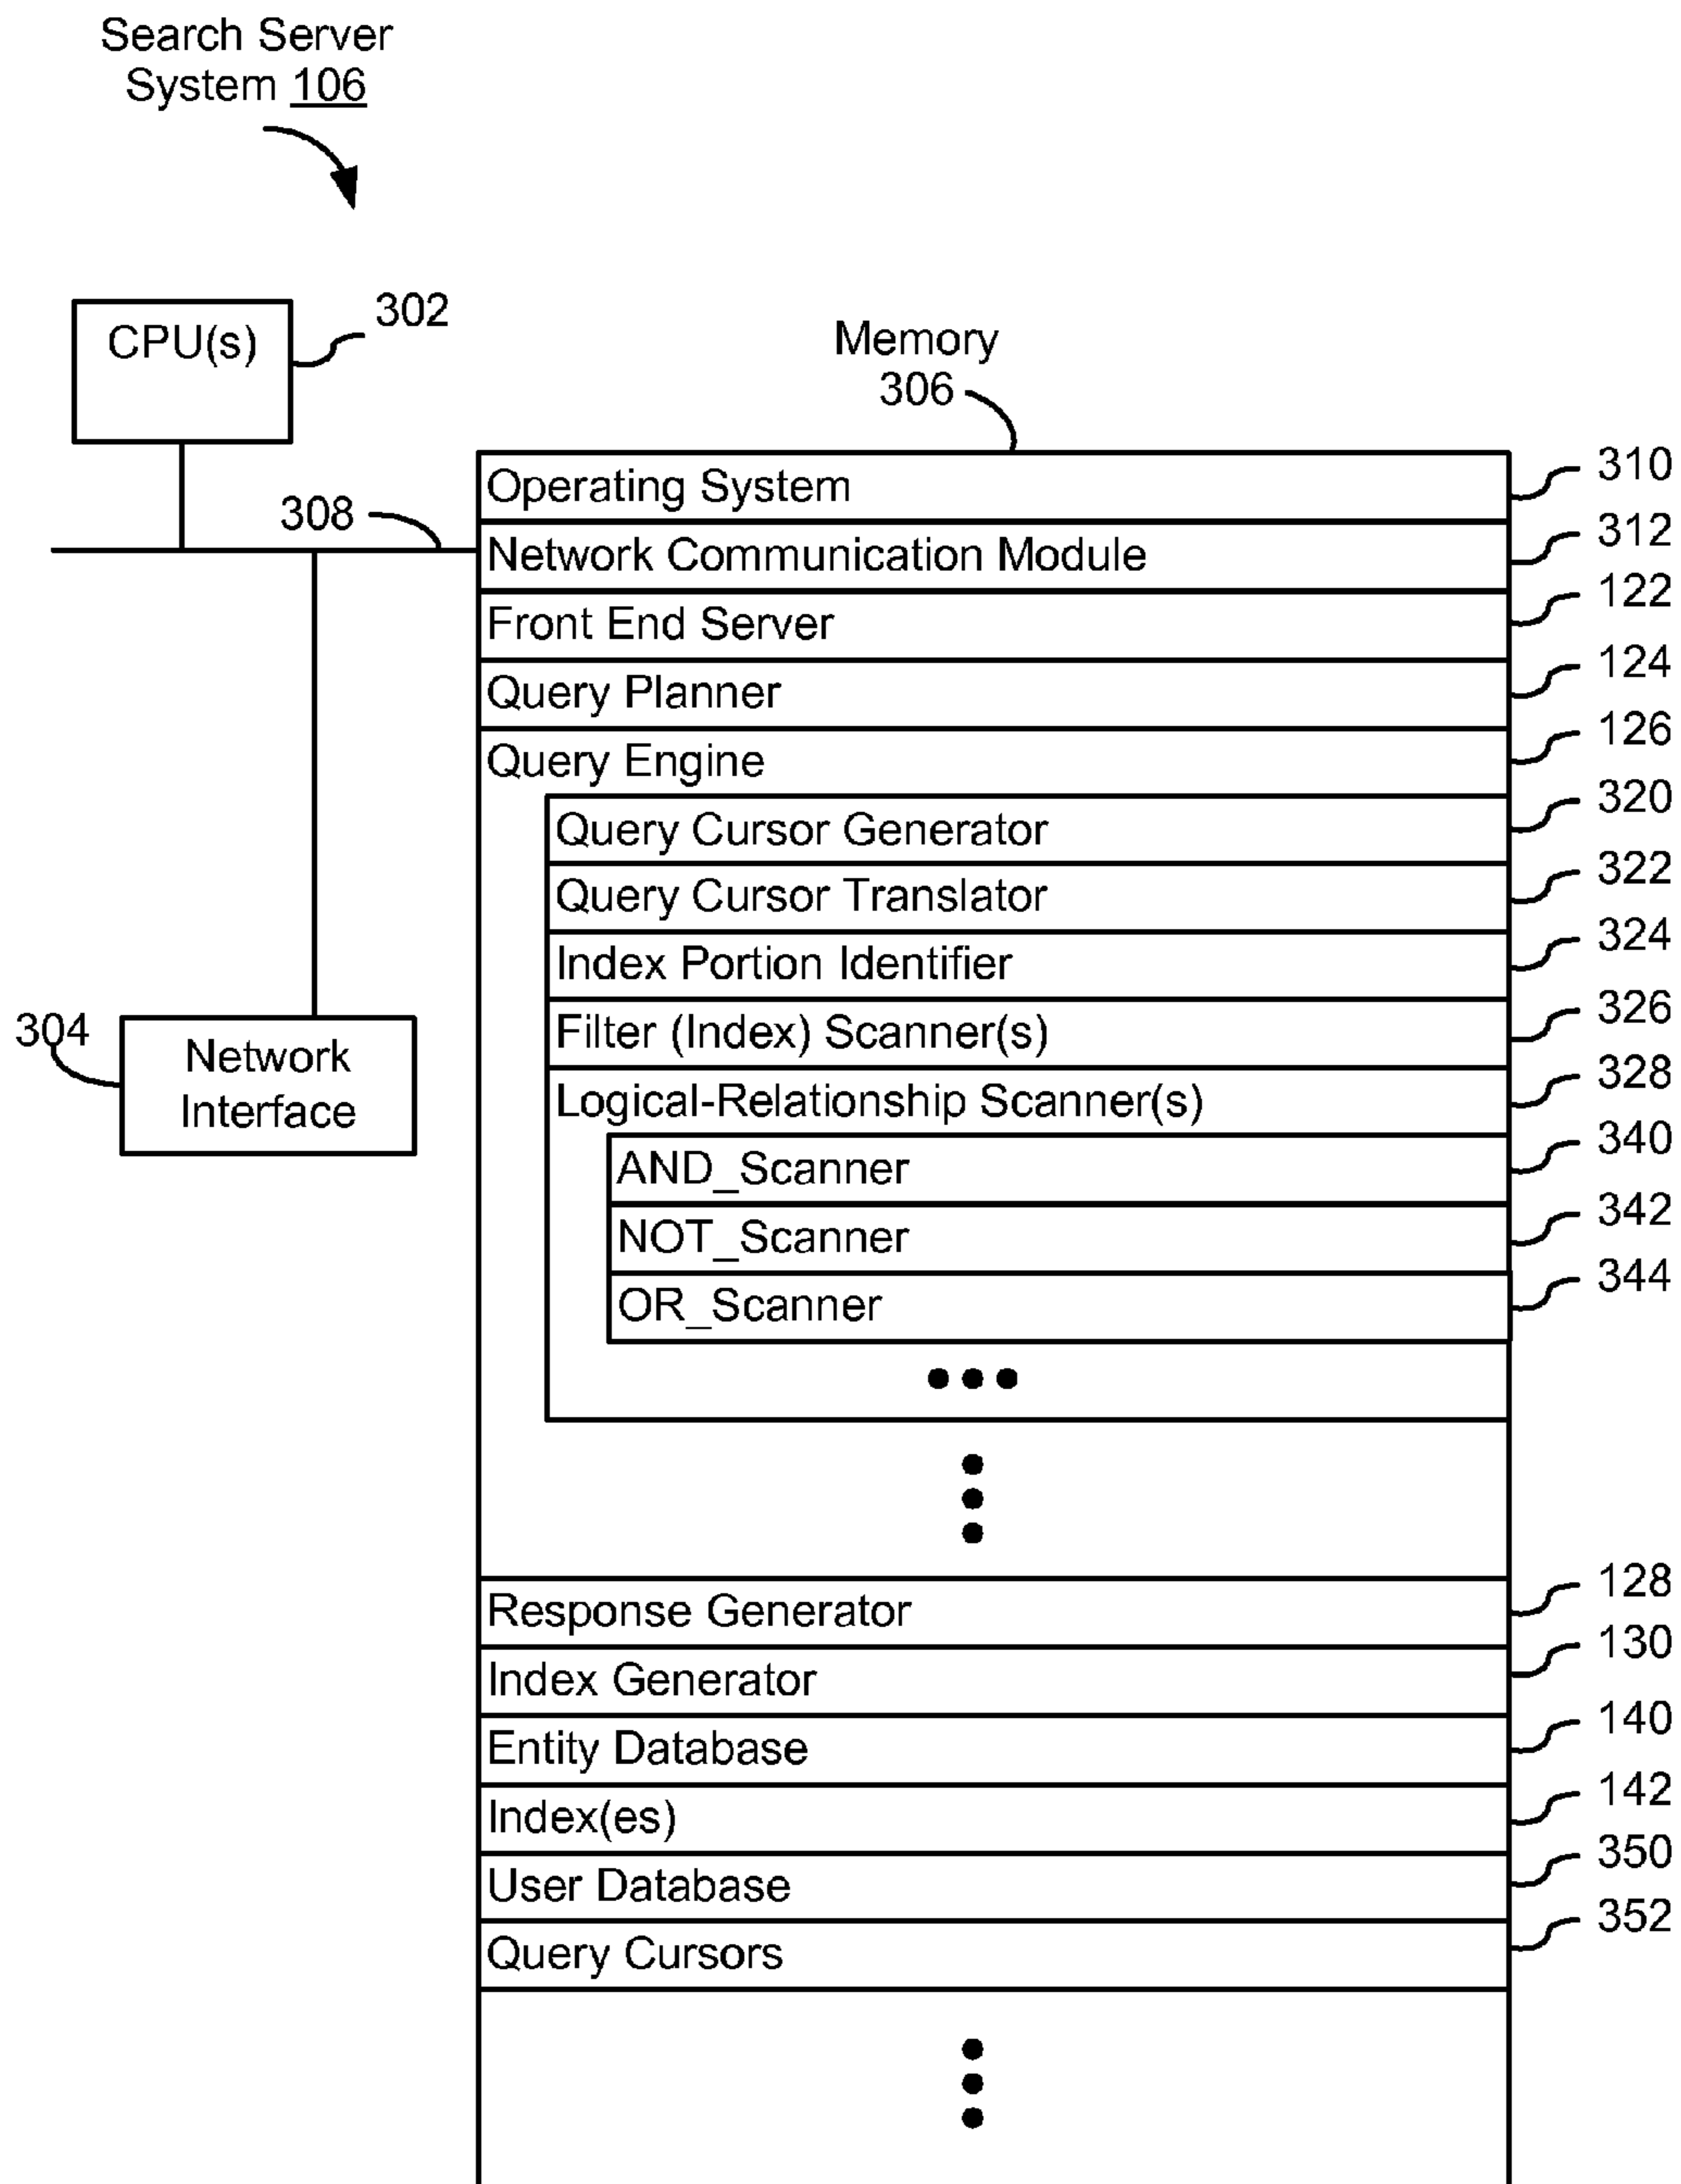 Search Server
System 106
CPU(s)
302
Memory
306
308
Operating System
310
Network Communication Module
312
Front End Server
122
Query Planner
124
Query Engine
126
Query Cursor Generator
320
Query Cursor Translator
322
Index Portion Identifier
324
Filter (Index) Scanner(s)
326
Logical-Relationship Scanner(s)
328
AND_Scanner
340
NOT_Scanner
342
OR_Scanner
344
304
Network
Interface
Response Generator
128
Index Generator
130
Entity Database
140
Index(es)
142
User Database
350
Query Cursors
352